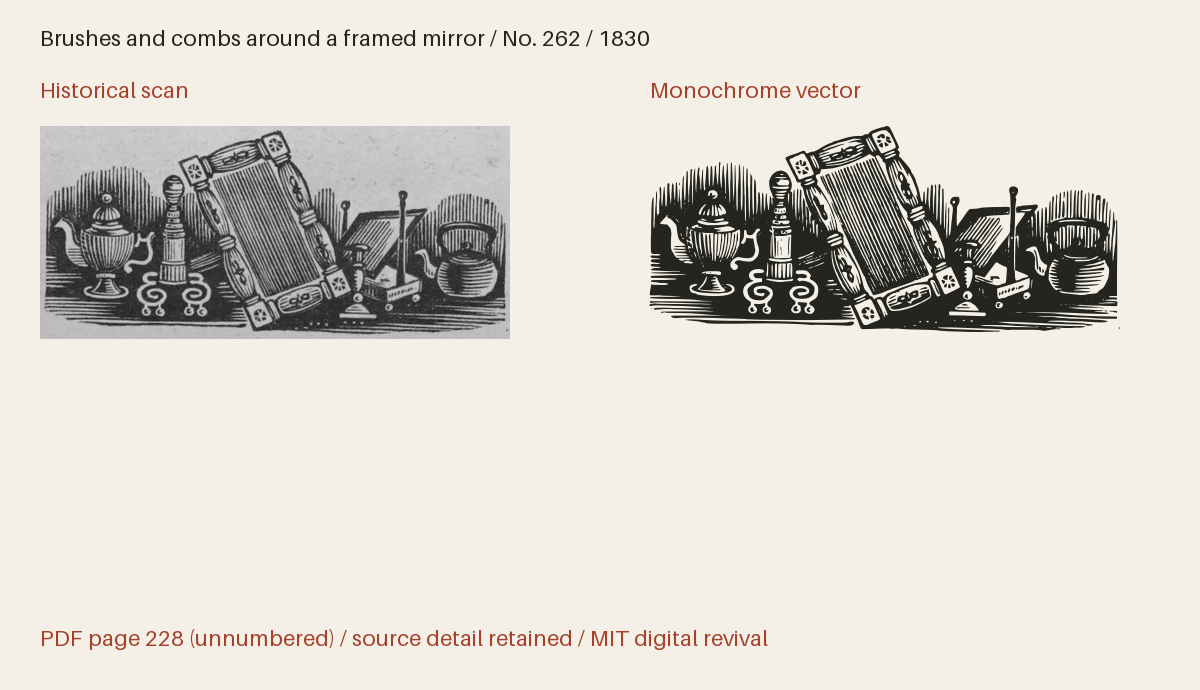 Brushes and combs around a framed mirror / No. 262 / 1830
Historical scan
Monochrome vector
PDF page 228 (unnumbered) / source detail retained / MIT digital revival